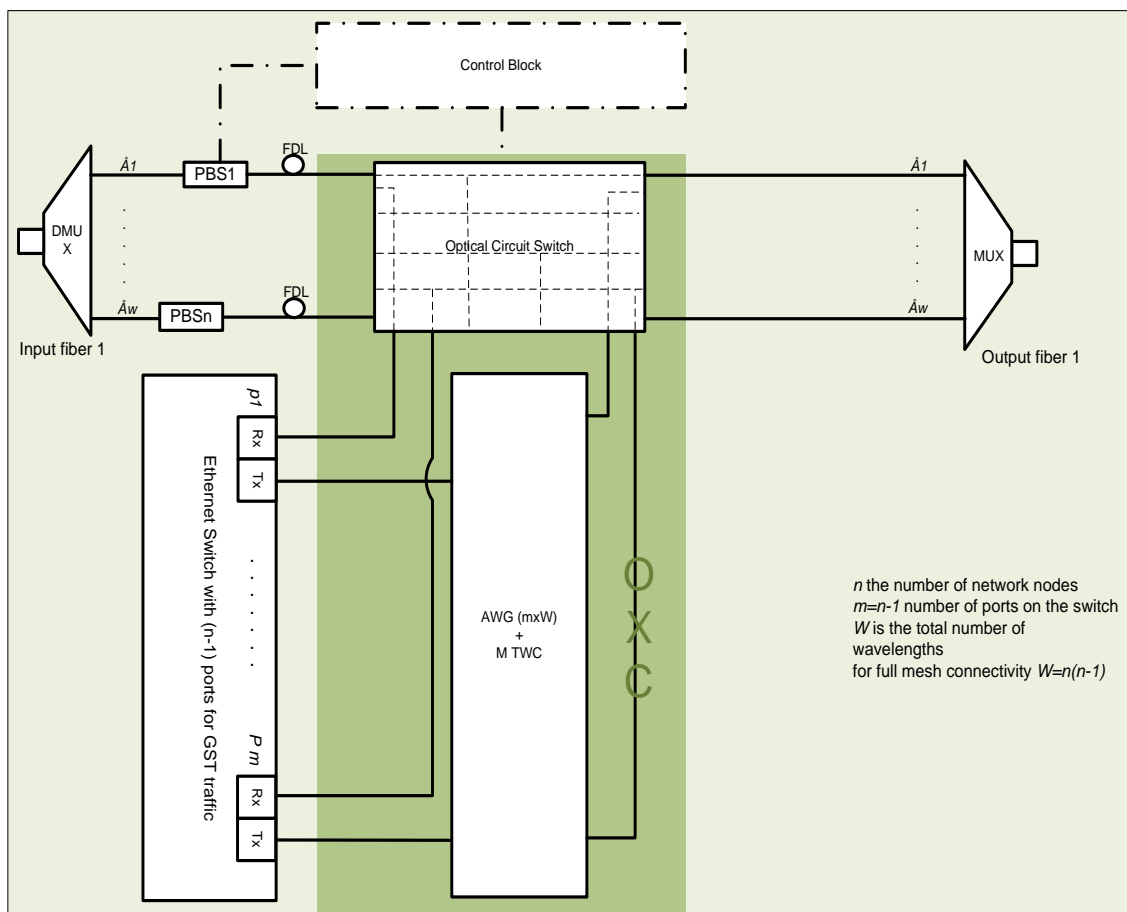 Control Block
FDL
Å1
PBS1
Å1
DMU
X
Optical Circuit Switch
MUX
FDL
Åw
PBSn
Åw
Input fiber 1
Output fiber 1
p1
Rx
Tx
Ethernet Switch with (n-1) ports for GST traffic
P m
Rx
Tx
AWG (mxW)
+
M TWC
OXC
n the number of network nodes
m=n-1 number of ports on the switch
W is the total number of
wavelengths
for full mesh connectivity W=n(n-1)